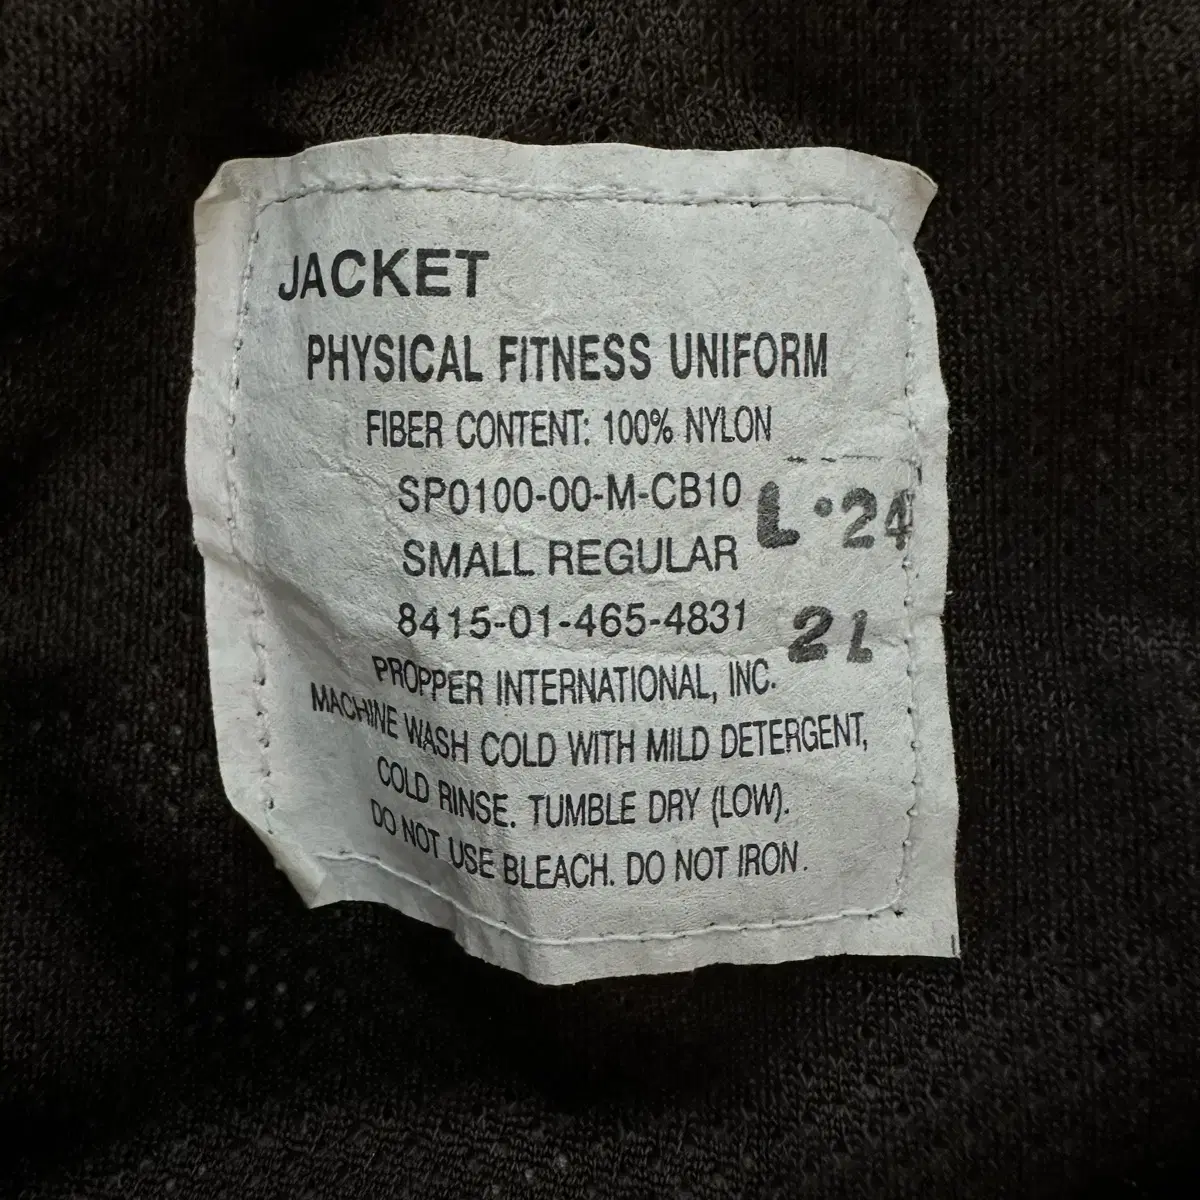 JACKET
PHYSICAL FITNESS UNIFORM
FIBER CONTENT: 100% NYLON
SP0100-00-M-CB10
L·24
SMALL REGULAR
8415-01-465-4831
21
PROPPER INTERNATIONAL, INC.
MACHINE WASH COLD WITH MILD DETERGENT,
COLD RINSE. TUMBLE DRY (LOW).
DO NOT USE BLEACH. DO NOT IRON.